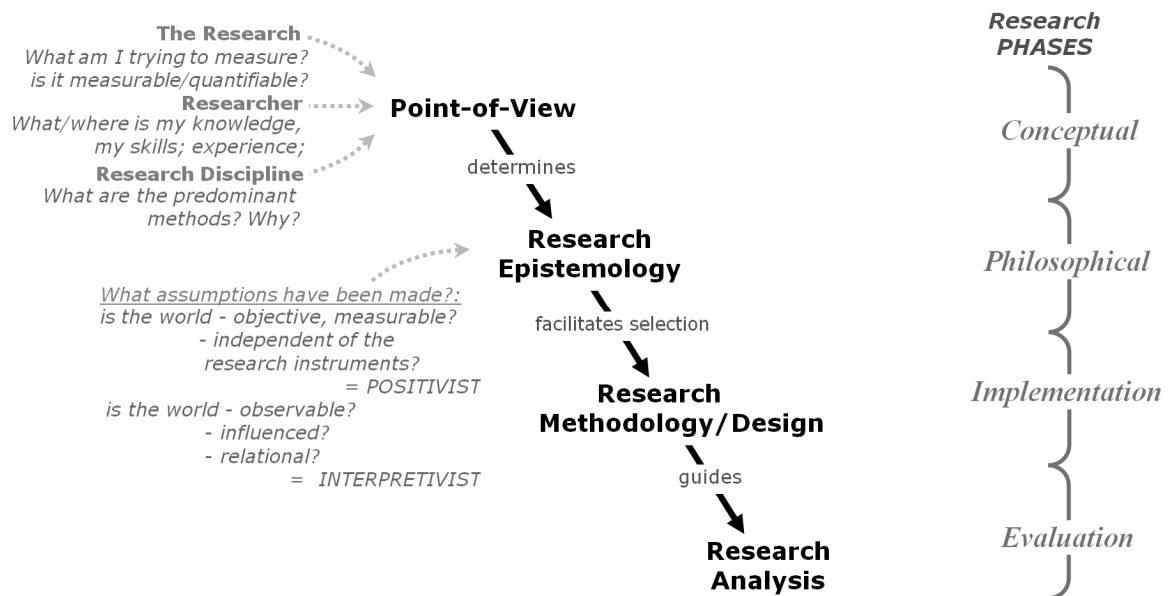 The Research
What am I trying to measure?
is it measurable/quantifiable?
Researcher
What/where is my knowledge,
my skills; experience;
Research Discipline
What are the predominant
methods? Why?
Point-of-View
determines
Research
Epistemology
What assumptions have been made?:
is the world - objective, measurable?
- independent of the
research instruments?
= POSITIVIST
is the world - observable?
- influenced?
- relational?
= INTERPRETIVIST
facilitates selection
Research
Methodology/Design
guides
Research
Analysis
Research
PHASES
Conceptual
Philosophical
Implementation
Evaluation